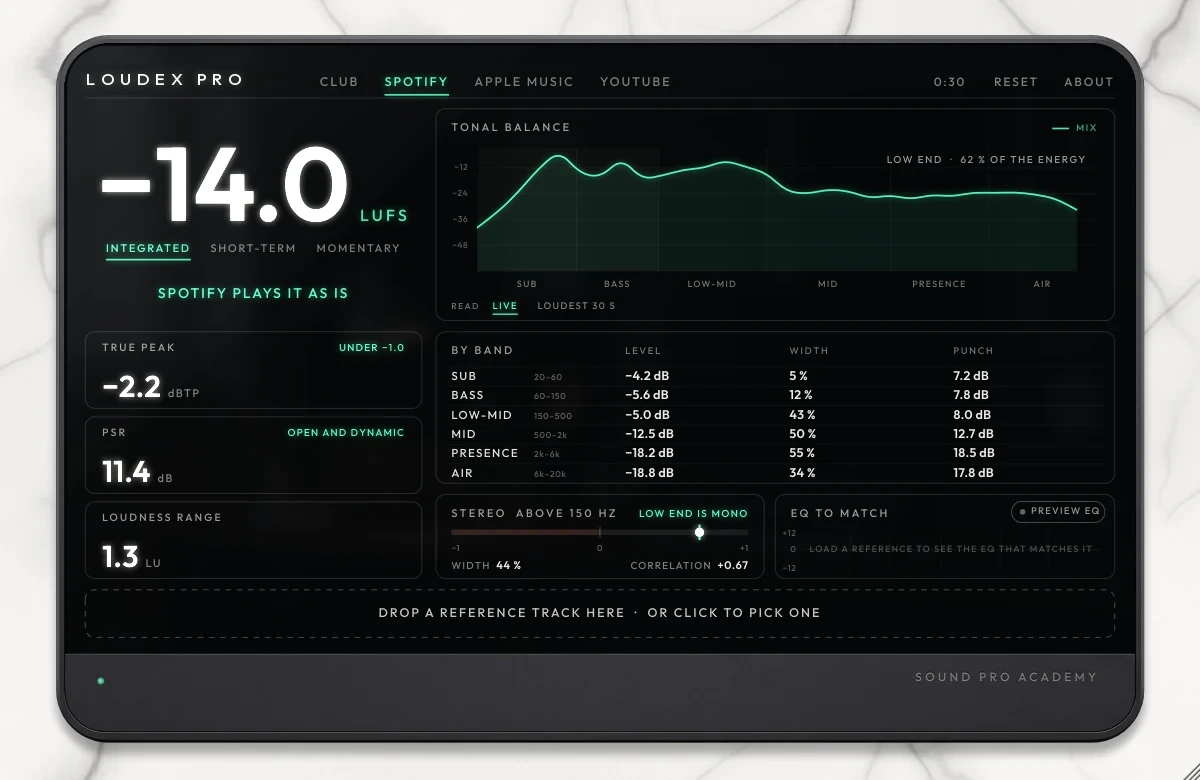 LOUDEX PRO CLUB SPOTIFY APPLE MUSIC YOUTUBE 0:30 RESET ABOUT
−14.0 LUFS
INTEGRATED SHORT-TERM MOMENTARY
SPOTIFY PLAYS IT AS IS
TONAL BALANCE MIX
LOW END · 62 % OF THE ENERGY
−12
−24
−36
−48
SUB BASS LOW-MID MID PRESENCE AIR
READ LIVE LOUDEST 30 S
TRUE PEAK UNDER −1.0
−2.2 dBTP
PSR OPEN AND DYNAMIC
11.4 dB
LOUDNESS RANGE
1.3 LU
BY BAND LEVEL WIDTH PUNCH
SUB 20–60 −4.2 dB 5 % 7.2 dB
BASS 60–150 −5.6 dB 12 % 7.8 dB
LOW-MID 150–500 −5.0 dB 43 % 8.0 dB
MID 500–2k −12.5 dB 50 % 12.7 dB
PRESENCE 2k–6k −18.2 dB 55 % 18.5 dB
AIR 6k–20k −18.8 dB 34 % 17.8 dB
STEREO ABOVE 150 HZ LOW END IS MONO
−1 0 +1
WIDTH 44 % CORRELATION +0.67
EQ TO MATCH PREVIEW EQ
+12
0 LOAD A REFERENCE TO SEE THE EQ THAT MATCHES IT
−12
DROP A REFERENCE TRACK HERE · OR CLICK TO PICK ONE
SOUND PRO ACADEMY